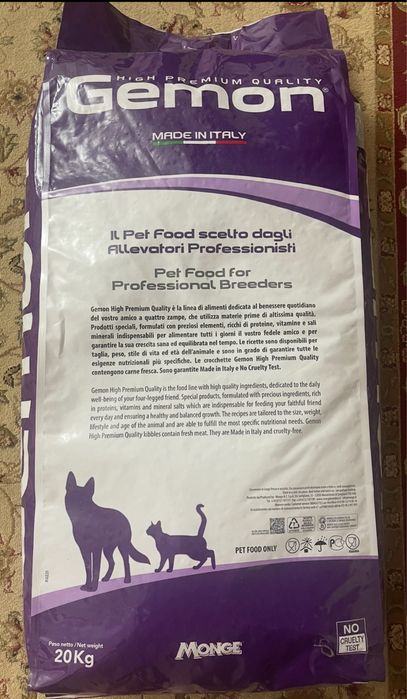 HIGH PREMIUM QUALITY
Gemon®
MADE IN ITALY
Il Pet Food scelto dagli
Allevatori Professionisti
Pet Food for
Professional Breeders
Gemon High Premium Quality è la linea di alimenti dedicata al benessere quotidiano
del vostro amico a quattro zampe, che utilizza materie prime di altissima qualità.
Prodotti speciali, formulati con preziosi elementi, ricchi di proteine, vitamine e sali
minerali indispensabili per alimentare tutti i giorni il vostro fedele amico e per
garantire la sua crescita sana ed equilibrata nel tempo. Le ricette sono disponibili per
taglia, peso, stile di vita ed età dell'animale e sono in grado di garantire tutte le
esigenze nutrizionali più specifiche. Le crocchette Gemon High Premium Quality
contengono carne fresca. Sono garantite Made in Italy e No Cruelty Test.
Gemon High Premium Quality is the food line with high quality ingredients, dedicated to the daily
well-being of your four-legged friend. Special products, formulated with precious ingredients, rich
in proteins, vitamins and mineral salts which are indispensable for feeding your faithful friend
every day and ensuring a healthy and balanced growth. The recipes are tailored to the size, weight,
lifestyle and age of the animal and are able to fulfill the most specific nutritional needs. Gemon
High Premium Quality kibbles contain fresh meat. They are Made in Italy and cruelty-free.
PET FOOD ONLY
Peso netto / Net weight
20Kg
MONGE®
NO
CRUELTY
TEST